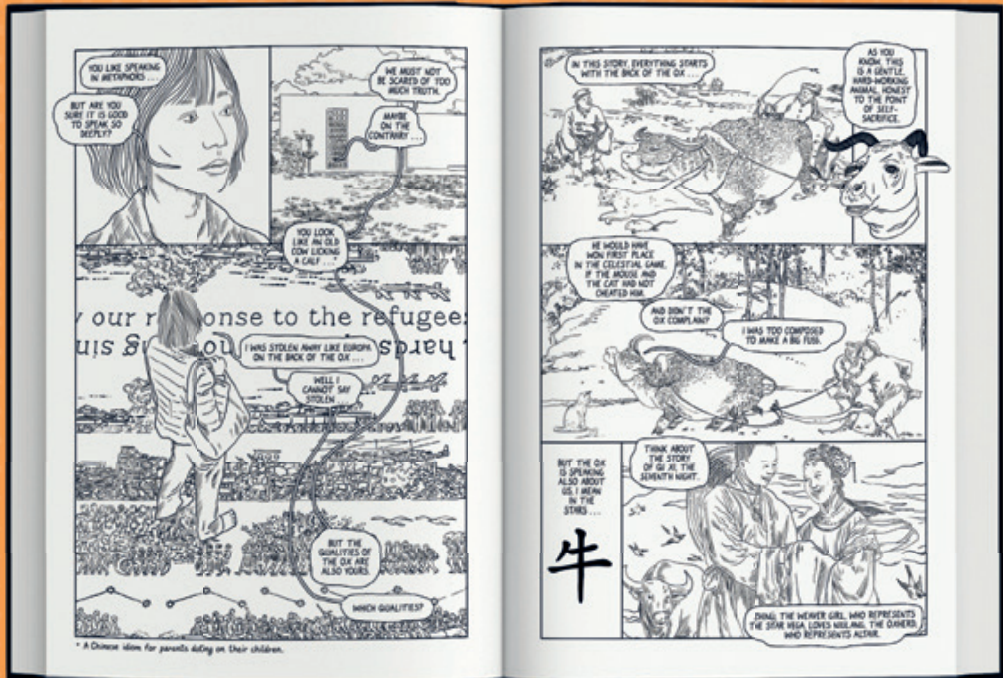 YOU LIKE SPEAKING
IN METAPHORS...
BUT ARE YOU
SURE IT IS GOOD
TO SPEAK SO
DEEPLY?
WE MUST NOT
BE SCARED OF TOO
MUCH TRUTH.
MAYBE
ON THE
CONTRARY...
YOU LOOK
LIKE AN OLD
COW LICKING
A CALF...*
our r onse to the refugee
hards
sin
I WAS STOLEN AWAY LIKE EUROPA
ON THE BACK OF THE OX...
WELL I
CANNOT SAY
STOLEN...
BUT THE
QUALITIES OF
THE OX ARE
ALSO YOURS.
WHICH QUALITIES?
* A Chinese idiom for parents doting on their children.
IN THIS STORY, EVERYTHING STARTS
WITH THE BACK OF THE OX...
AS YOU
KNOW, THIS
IS A GENTLE,
HARD-WORKING
ANIMAL, HONEST
TO THE POINT
OF SELF-
SACRIFICE.
HE WOULD HAVE
WON FIRST PLACE
IN THE CELESTIAL GAME,
IF THE MOUSE AND
THE CAT HAD NOT
CHEATED HIM.
AND DIDN'T THE
OX COMPLAIN?
I WAS TOO COMPOSED
TO MAKE A BIG FUSS.
BUT THE OX
IS SPEAKING
ALSO ABOUT
US, I MEAN
IN THE
STARS...
牛
THINK ABOUT
THE STORY
OF QI XI, THE
SEVENTH NIGHT.
ZHINU, THE WEAVER GIRL, WHO REPRESENTS
THE STAR VEGA, LOVES NIULANG, THE OXHERD,
WHO REPRESENTS ALTAIR.